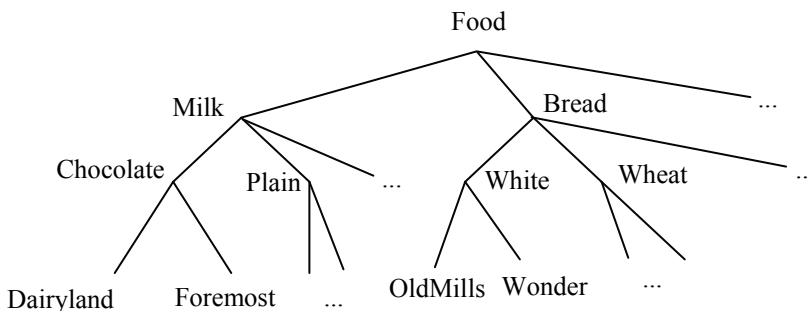 Food
Milk
Bread
...
Chocolate
Plain
...
White
Wheat
..
Dairyland
Foremost
...
OldMills
Wonder
...